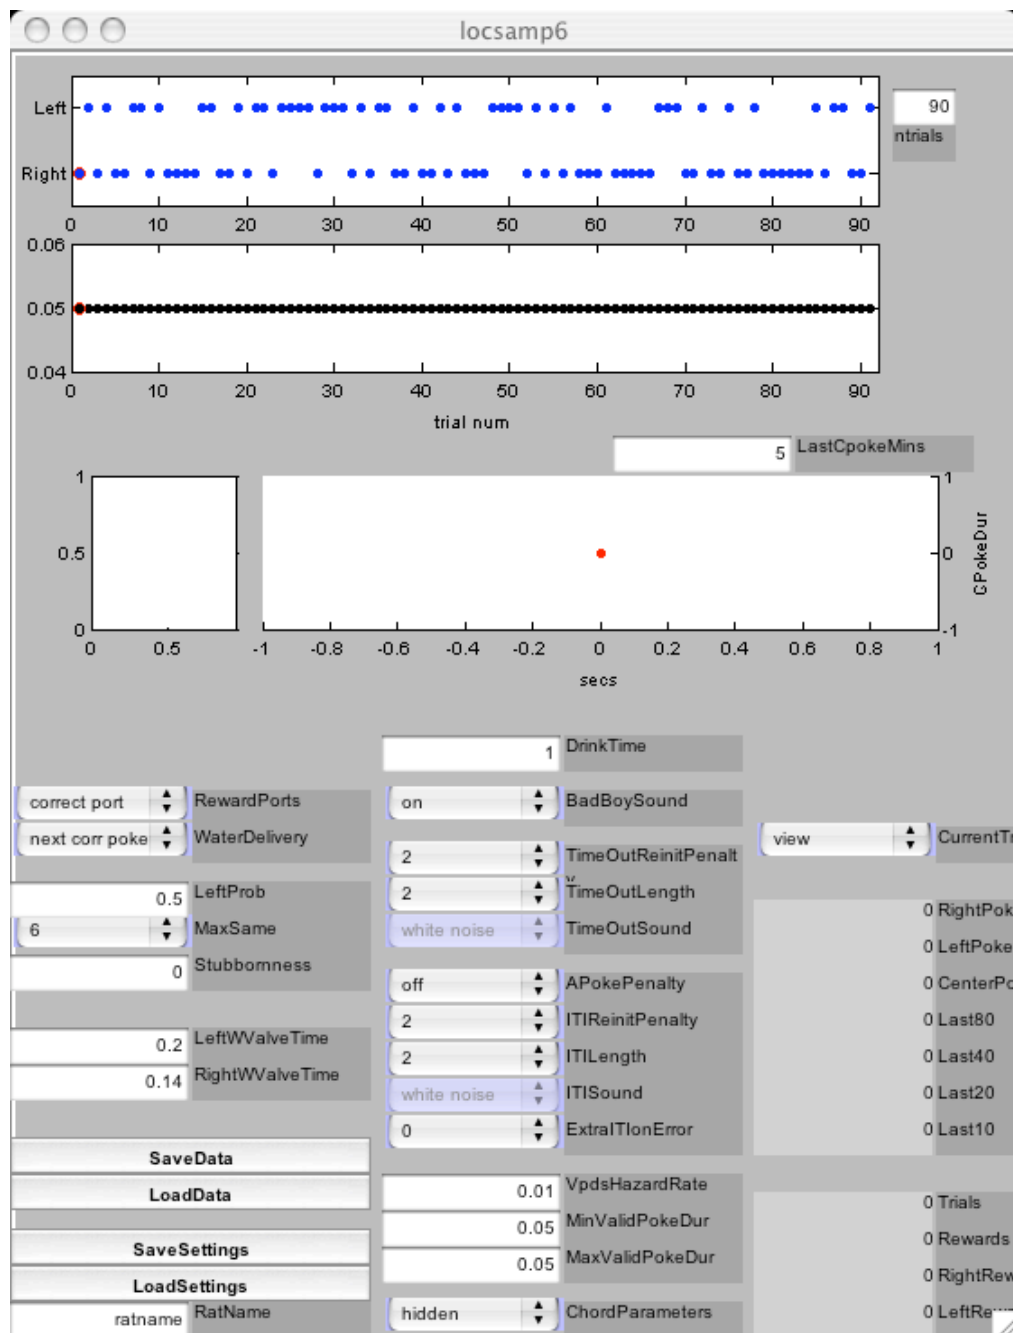 locsamp6
Left
Right
90
ntrials
0 10 20 30 40 50 60 70 80 90
0.06
0.05
0.04
0 10 20 30 40 50 60 70 80 90
trial num
5 LastCpokeMins
1
0.5
0
0 0.5
1
0
-1
CPokeDur
-1 -0.8 -0.6 -0.4 -0.2 0 0.2 0.4 0.6 0.8 1
secs
1 DrinkTime
correct port RewardPorts
next corr poke WaterDelivery
0.5 LeftProb
6 MaxSame
0 Stubbornness
0.2 LeftWValveTime
0.14 RightWValveTime
SaveData
LoadData
SaveSettings
LoadSettings
ratname RatName
on BadBoySound
2 TimeOutReinitPenalt
y
2 TimeOutLength
white noise TimeOutSound
off APokePenalty
2 ITIReinitPenalty
2 ITILength
white noise ITISound
0 ExtraITIonError
0.01 VpdsHazardRate
0.05 MinValidPokeDur
0.05 MaxValidPokeDur
hidden ChordParameters
view CurrentTr
0 RightPok
0 LeftPoke
0 CenterPo
0 Last80
0 Last40
0 Last20
0 Last10
0 Trials
0 Rewards
0 RightRew
0 LeftRew